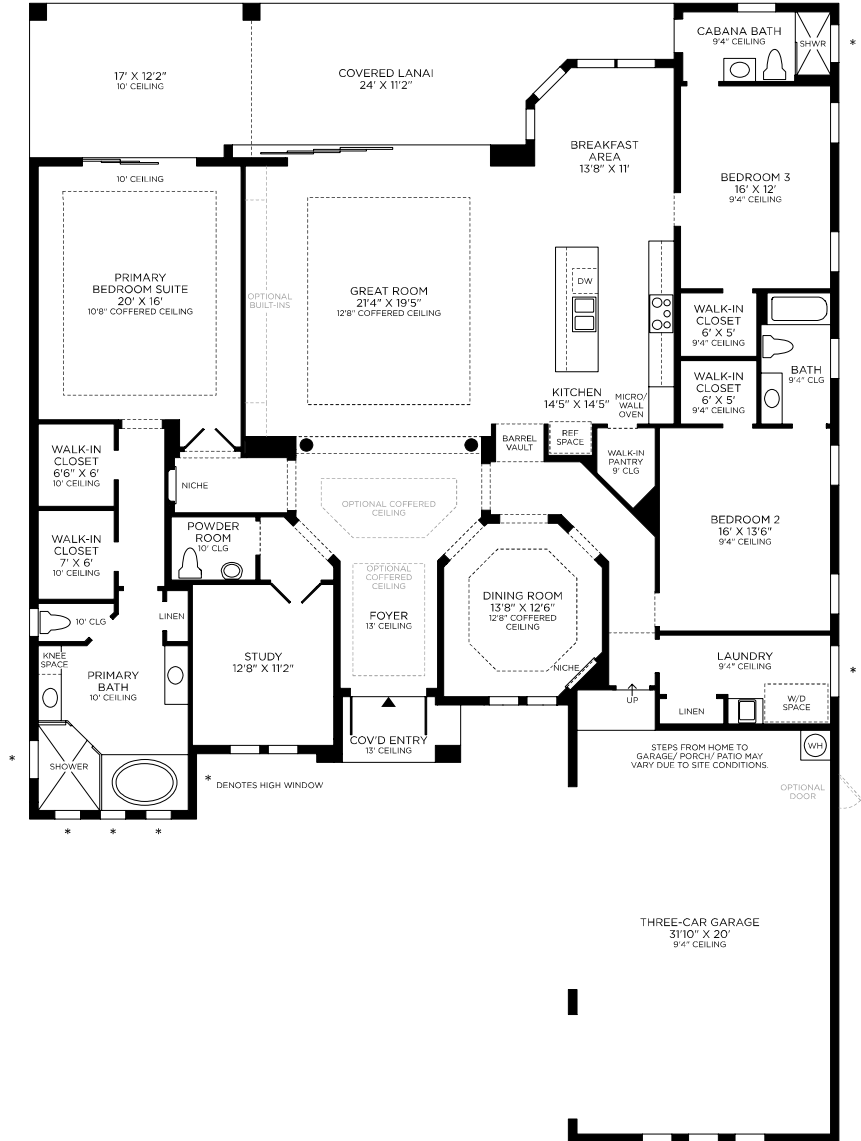 CABANA BATH
9'4" CEILING
SHWR
*
17' X 12'2"
10' CEILING
COVERED LANAI
24' X 11'2"
BREAKFAST
AREA
13'8" X 11'
BEDROOM 3
16' X 12'
9'4" CEILING
10' CEILING
PRIMARY
BEDROOM SUITE
20' X 16'
10'8" COFFERED CEILING
OPTIONAL
BUILT-INS
GREAT ROOM
21'4" X 19'5"
12'8" COFFERED CEILING
DW
WALK-IN
CLOSET
6' X 5'
9'4" CEILING
BATH
9'4" CLG
WALK-IN
CLOSET
6' X 5'
9'4" CEILING
KITCHEN
14'5" X 14'5"
MICRO/
WALL
OVEN
BARREL
VAULT
REF
SPACE
WALK-IN
PANTRY
9' CLG
WALK-IN
CLOSET
6'6" X 6'
10' CEILING
NICHE
OPTIONAL COFFERED
CEILING
WALK-IN
CLOSET
7' X 6'
10' CEILING
POWDER
ROOM
10' CLG
BEDROOM 2
16' X 13'6"
9'4" CEILING
OPTIONAL
COFFERED
CEILING
FOYER
13' CEILING
DINING ROOM
13'8" X 12'6"
12'8" COFFERED
CEILING
10' CLG
LINEN
KNEE
SPACE
STUDY
12'8" X 11'2"
NICHE
LAUNDRY
9'4" CEILING
*
PRIMARY
BATH
10' CEILING
UP
LINEN
W/D
SPACE
COV'D ENTRY
13' CEILING
STEPS FROM HOME TO
GARAGE/ PORCH/ PATIO MAY
VARY DUE TO SITE CONDITIONS.
WH
*
SHOWER
* DENOTES HIGH WINDOW
OPTIONAL
DOOR
* * *
THREE-CAR GARAGE
31'10" X 20'
9'4" CEILING